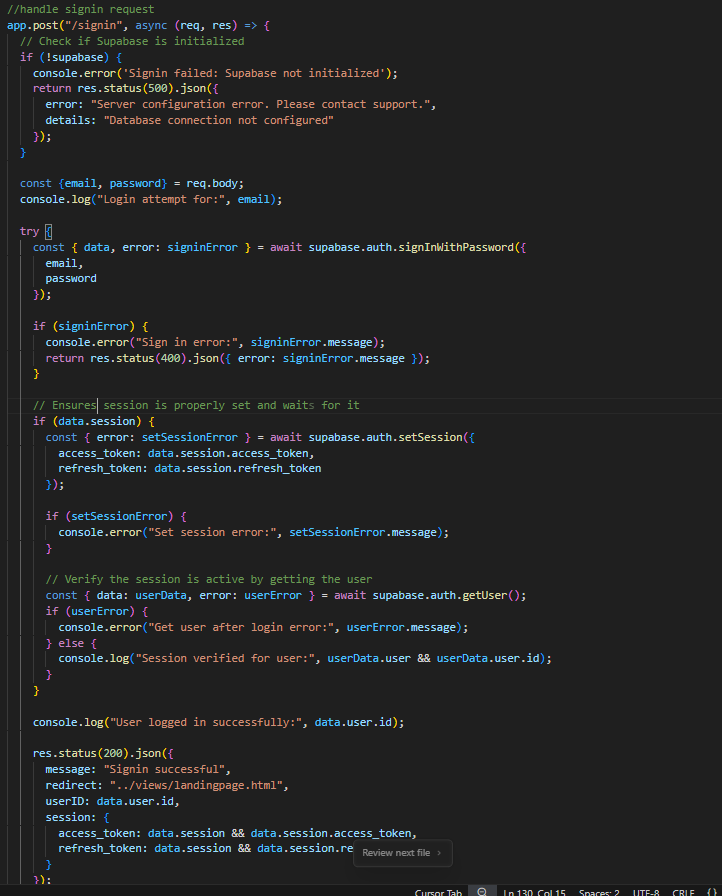 //handle signin request
app.post("/signin", async (req, res) => {
  // Check if Supabase is initialized
  if (!supabase) {
    console.error('Signin failed: Supabase not initialized');
    return res.status(500).json({
      error: "Server configuration error. Please contact support.",
      details: "Database connection not configured"
    });
  }

  const {email, password} = req.body;
  console.log("Login attempt for:", email);

  try {
    const { data, error: signinError } = await supabase.auth.signInWithPassword({
      email,
      password
    });

    if (signinError) {
      console.error("Sign in error:", signinError.message);
      return res.status(400).json({ error: signinError.message });
    }

    // Ensures session is properly set and waits for it
    if (data.session) {
      const { error: setSessionError } = await supabase.auth.setSession({
        access_token: data.session.access_token,
        refresh_token: data.session.refresh_token
      });

      if (setSessionError) {
        console.error("Set session error:", setSessionError.message);
      }

      // Verify the session is active by getting the user
      const { data: userData, error: userError } = await supabase.auth.getUser();
      if (userError) {
        console.error("Get user after login error:", userError.message);
      } else {
        console.log("Session verified for user:", userData.user && userData.user.id);
      }
    }

    console.log("User logged in successfully:", data.user.id);

    res.status(200).json({
      message: "Signin successful",
      redirect: "../views/landingpage.html",
      userID: data.user.id,
      session: {
        access_token: data.session && data.session.access_token,
        refresh_token: data.session && data.session.re
Review next file >
      }
    });
Cursor Tab Ln 130, Col 15 Spaces: 2 UTF-8 CRLF {}